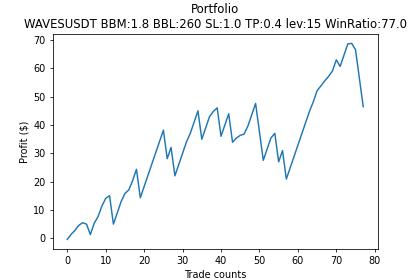 Portfolio
WAVESUSDT BBM:1.8 BBL:260 SL:1.0 TP:0.4 lev:15 WinRatio:77.0
70
60
50
40
30
20
10
0
Profit ($)
0 10 20 30 40 50 60 70 80
Trade counts